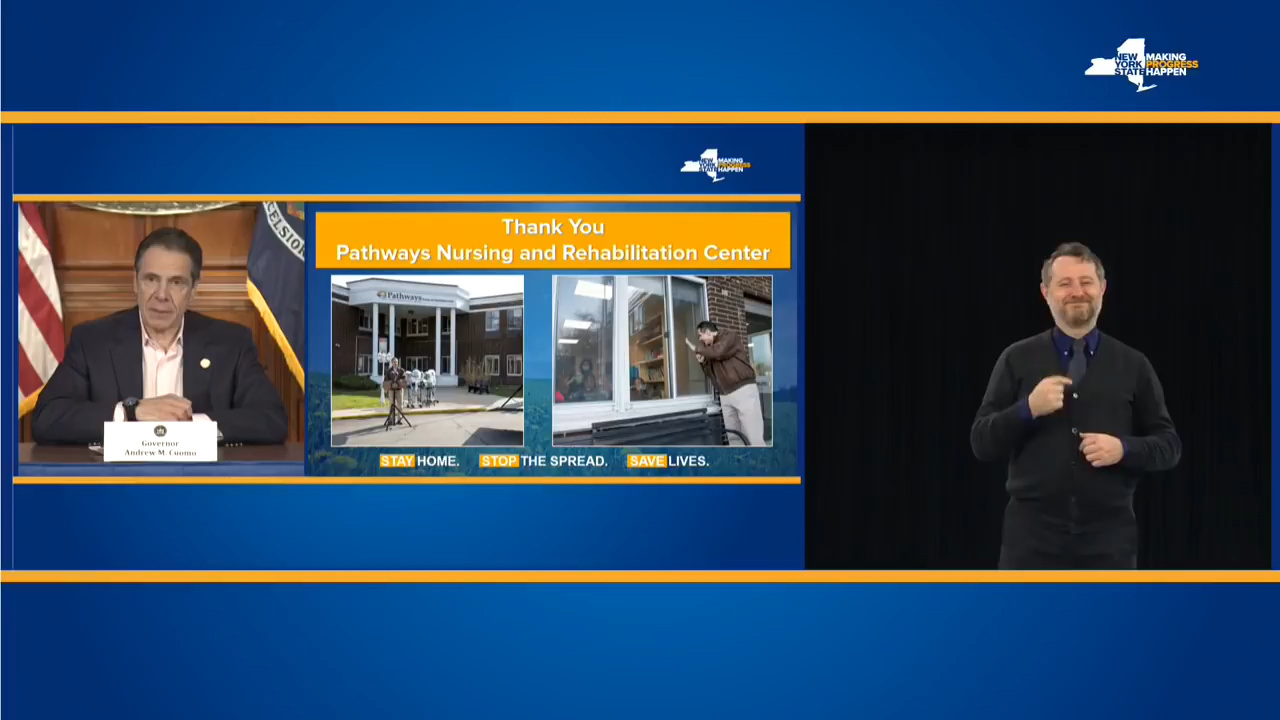 NEW
YORK
STATE
MAKING
PROGRESS
HAPPEN
NEW
YORK
STATE
MAKING
PROGRESS
HAPPEN
EXCELSIOR
Thank You
Pathways Nursing and Rehabilitation Center
Pathways
Governor
Andrew M. Cuomo
STAY HOME. STOP THE SPREAD. SAVE LIVES.